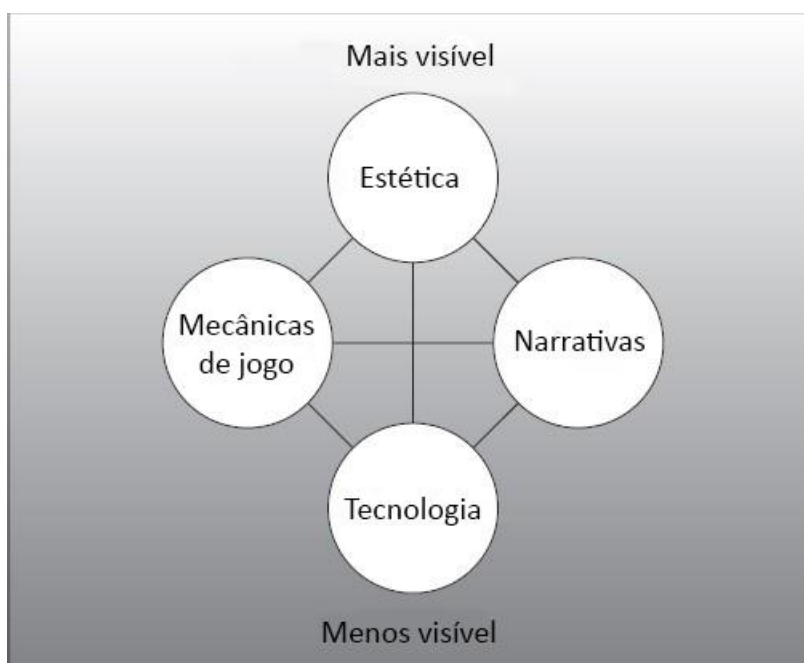 Mais visível
Estética
Mecânicas
de jogo
Narrativas
Tecnologia
Menos visível